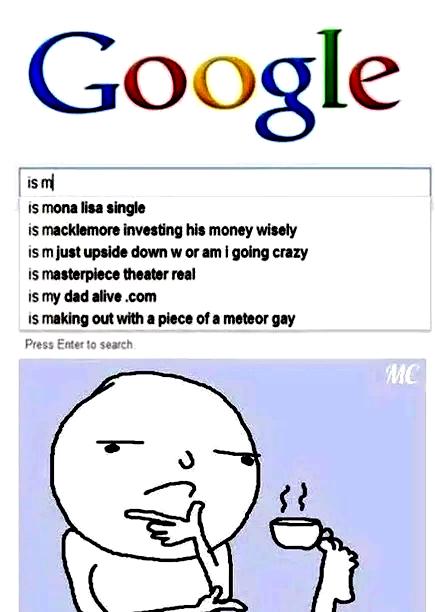 Google
is m
is mona lisa single
is macklemore investing his money wisely
is m just upside down w or am i going crazy
is masterpiece theater real
is my dad alive .com
is making out with a piece of a meteor gay
Press Enter to search.
MC